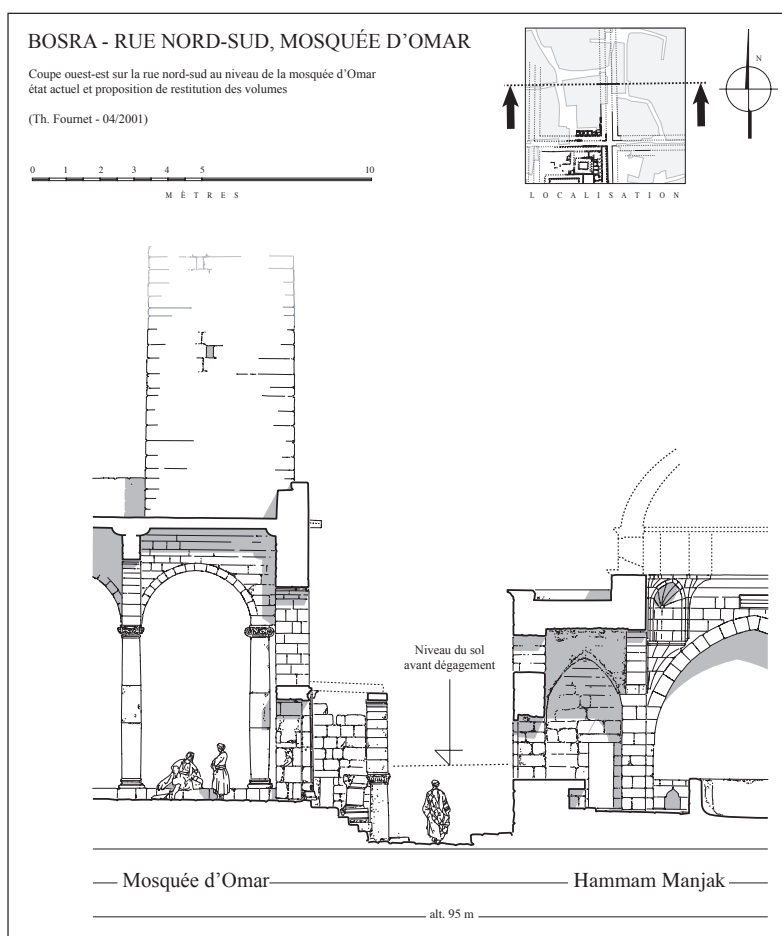 BOSRA - RUE NORD-SUD, MOSQUÉE D’OMAR
Coupe ouest-est sur la rue nord-sud au niveau de la mosquée d’Omar
état actuel et proposition de restitution des volumes
(Th. Fournet - 04/2001)
0 1 2 3 4 5 10
MÈTRES
N
LOCALISATION
Niveau du sol
avant dégagement
Mosquée d’Omar
Hammam Manjak
alt. 95 m